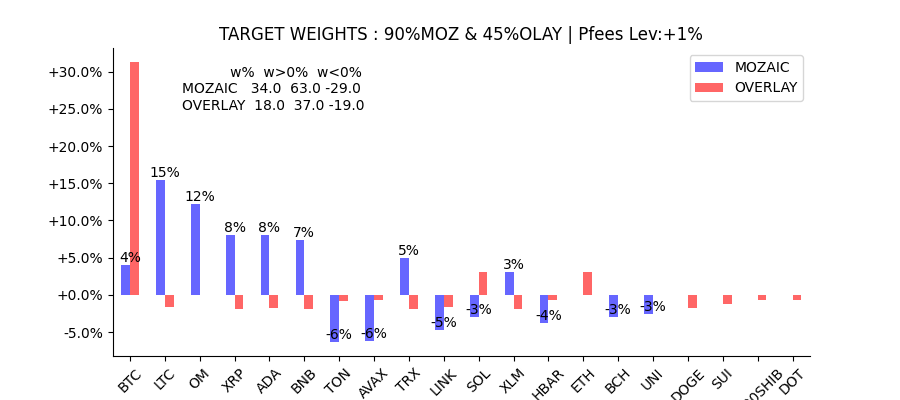 TARGET WEIGHTS : 90%MOZ & 45%OLAY | Pfees Lev:+1%
w% w>0% w<0%
MOZAIC 34.0 63.0 -29.0
OVERLAY 18.0 37.0 -19.0
MOZAIC
OVERLAY
+30.0%
+25.0%
+20.0%
+15.0%
+10.0%
+5.0%
+0.0%
-5.0%
4%
15%
12%
8%
8%
7%
-6%
-6%
5%
-5%
-3%
3%
-4%
-3%
-3%
BTC
LTC
OM
XRP
ADA
BNB
TON
AVAX
TRX
LINK
SOL
XLM
HBAR
ETH
BCH
UNI
DOGE
SUI
00SHIB
DOT